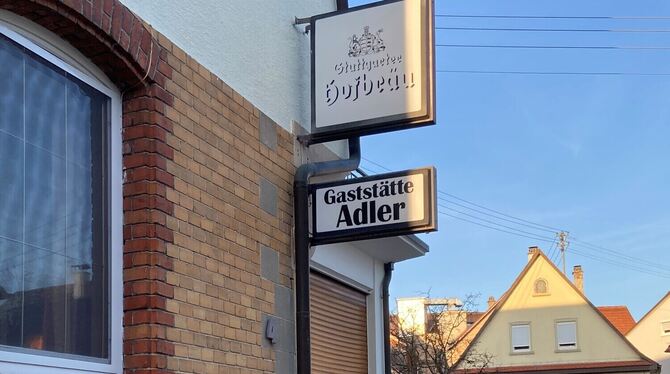 Stuttgarter
Hofbräu
Gaststätte
Adler